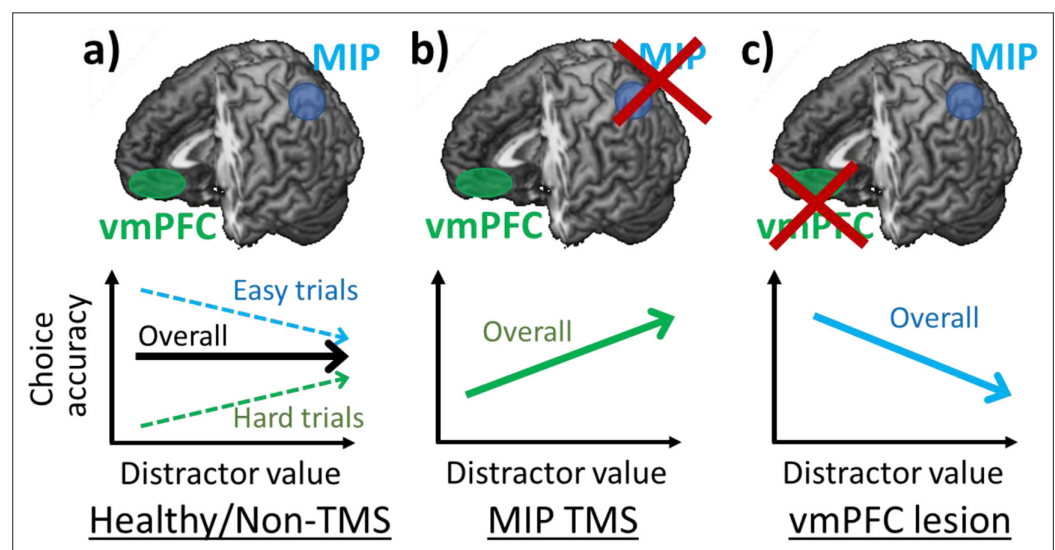 a)
MIP
vmPFC
Choice
accuracy
Easy trials
Overall
Hard trials
Distractor value
Healthy/Non-TMS
b)
MIP
vmPFC
Overall
Distractor value
MIP TMS
c)
MIP
vmPFC
Overall
Distractor value
vmPFC lesion